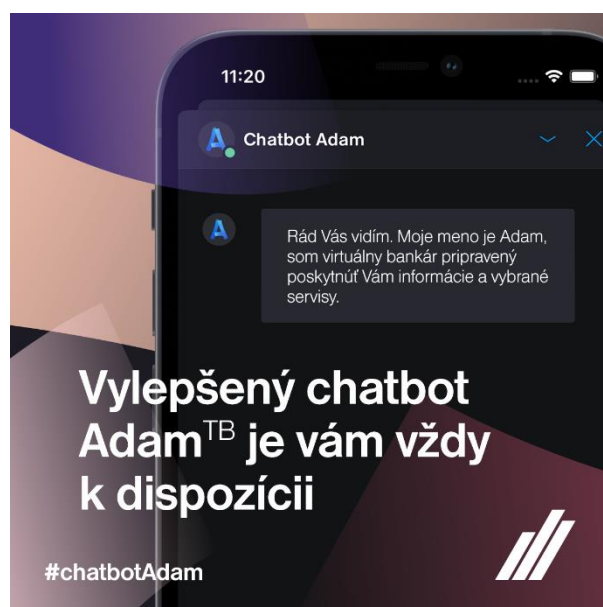 11:20
Chatbot Adam
Rád Vás vidím. Moje meno je Adam,
som virtuálny bankár pripravený
poskytnúť Vám informácie a vybrané
servisy.
Vylepšený chatbot
Adamᵀᴮ je vám vždy
k dispozícii
#chatbotAdam